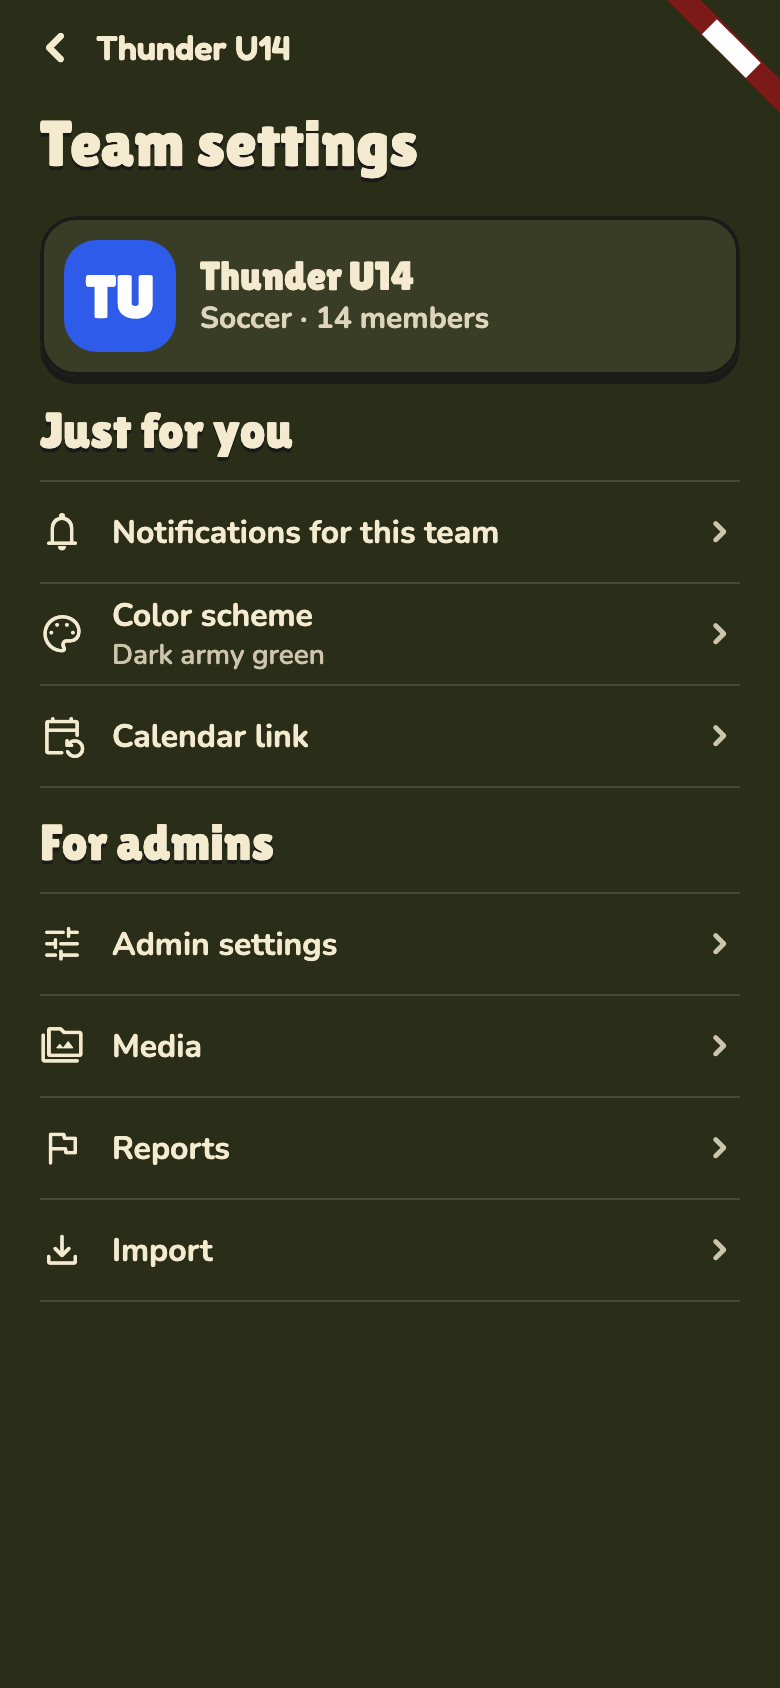 Thunder U14
Team settings
TU
Thunder U14
Soccer · 14 members
Just for you
Notifications for this team
Color scheme
Dark army green
Calendar link
For admins
Admin settings
Media
Reports
Import